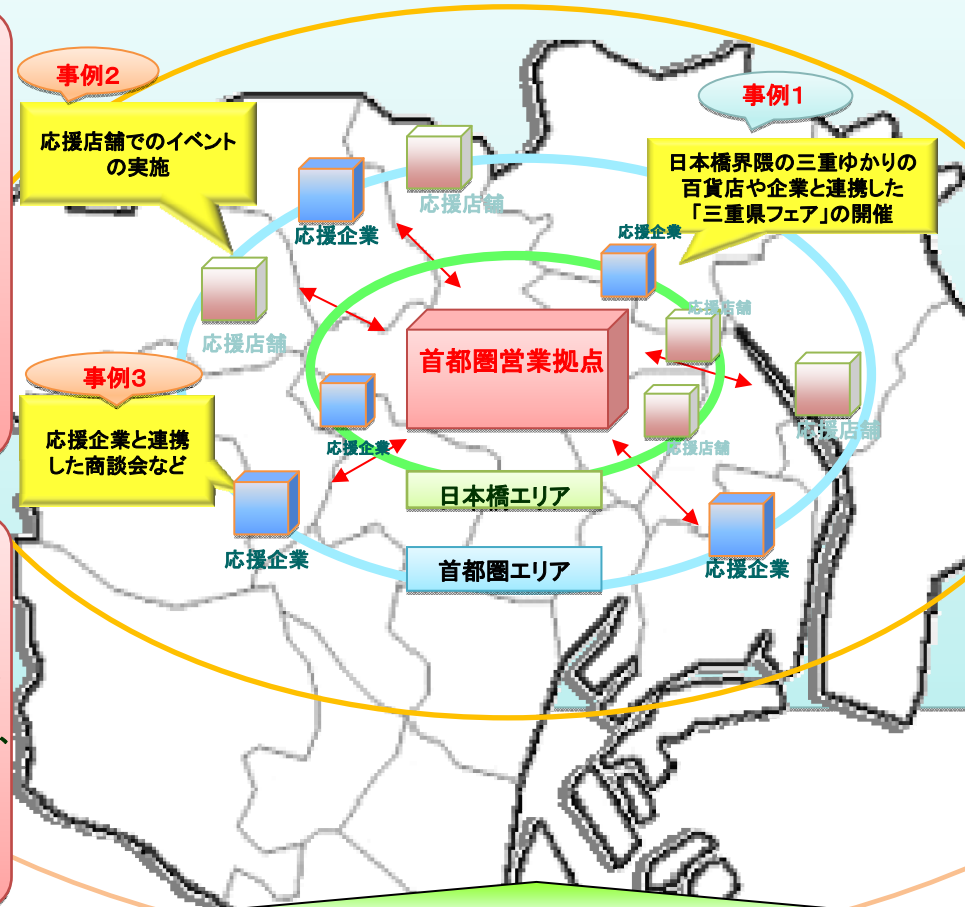 事例2
応援店舗でのイベント
の実施
事例1
日本橋界隈の三重ゆかりの
百貨店や企業と連携した
「三重県フェア」の開催
応援店舗
応援企業
応援企業
応援店舗
応援店舗
首都圏営業拠点
事例3
応援企業と連携
した商談会など
応援企業
応援店舗
応援店舗
日本橋エリア
応援企業
首都圏エリア
応援企業
、